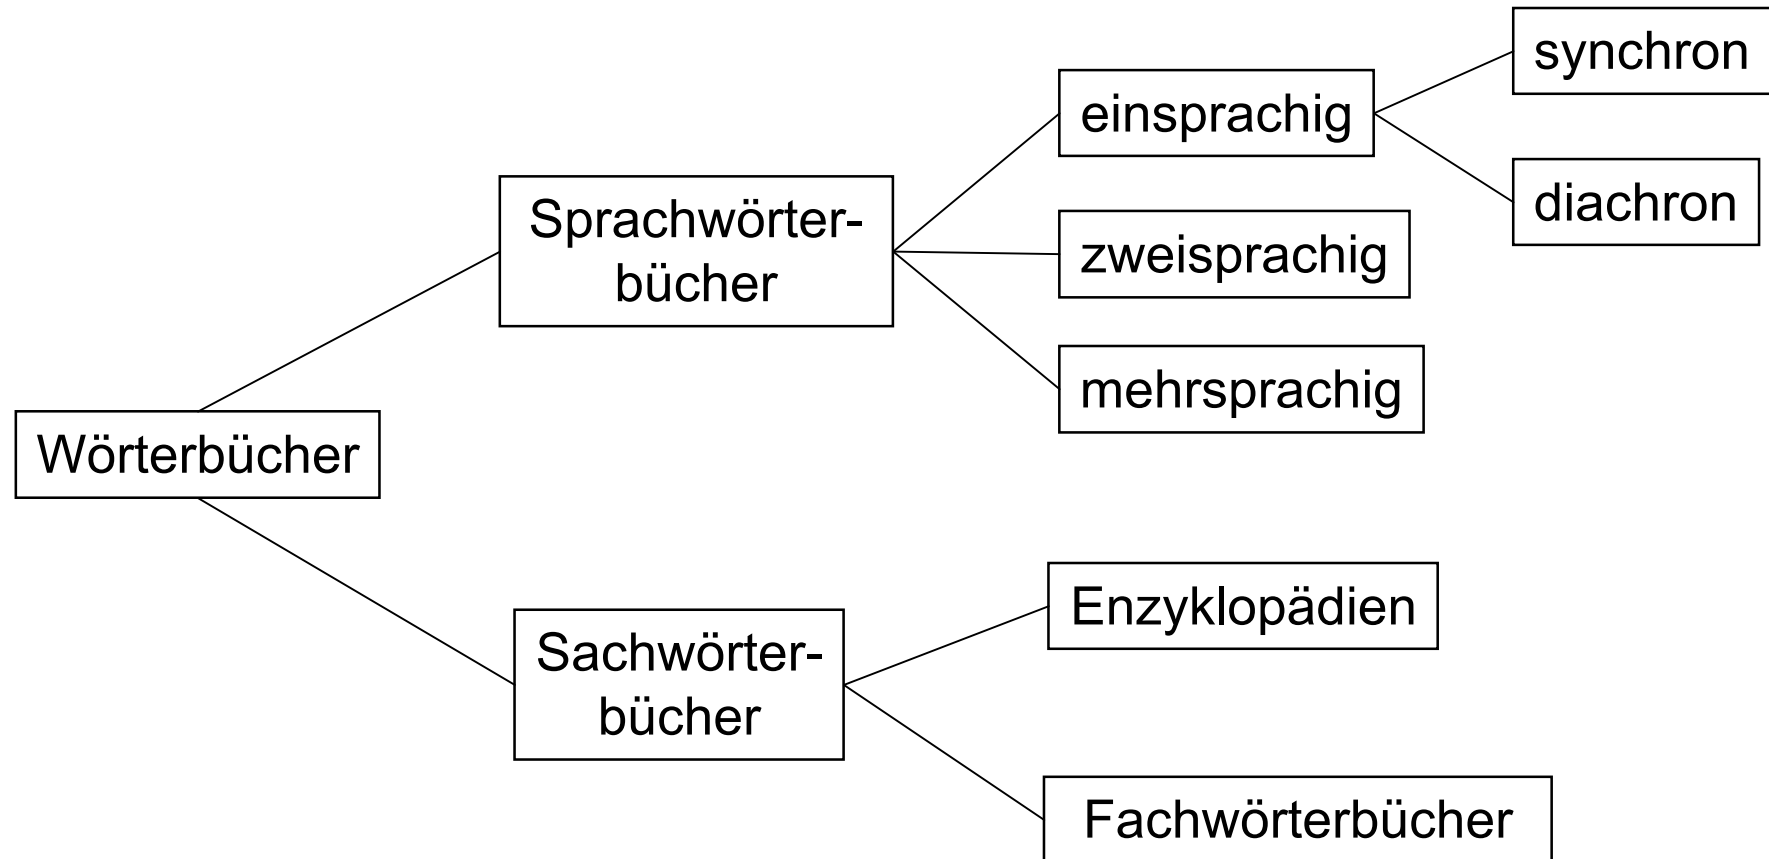 synchron
einsprachig
diachron
Sprachwörter-
bücher
zweisprachig
mehrsprachig
Wörterbücher
Enzyklopädien
Sachwörter-
bücher
Fachwörterbücher